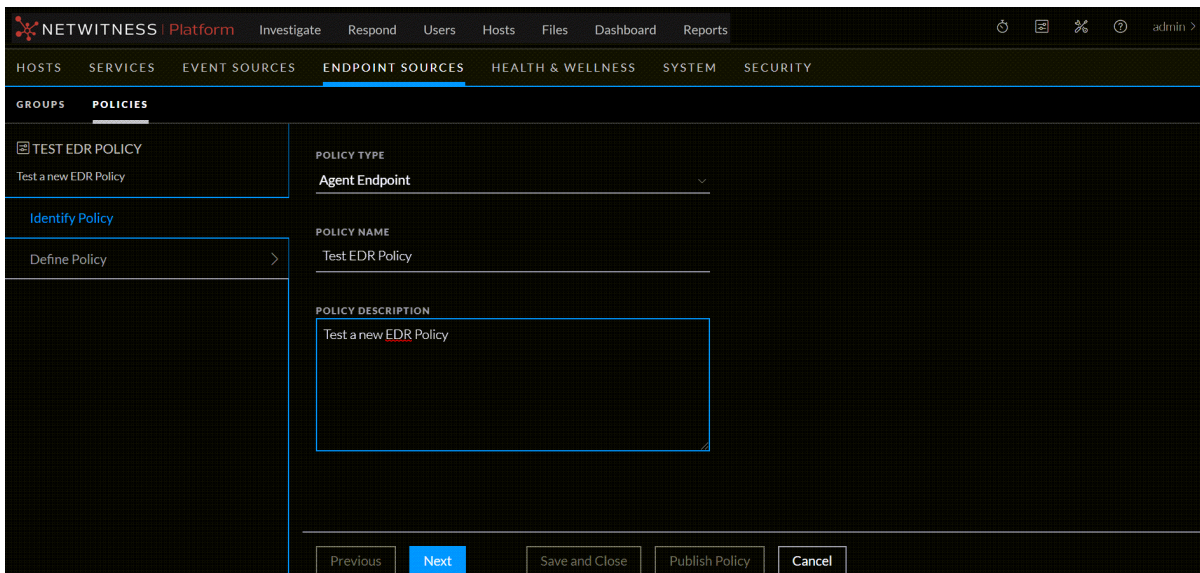 NETWITNESS | Platform Investigate Respond Users Hosts Files Dashboard Reports admin >
HOSTS SERVICES EVENT SOURCES ENDPOINT SOURCES HEALTH & WELLNESS SYSTEM SECURITY
GROUPS POLICIES
TEST EDR POLICY
Test a new EDR Policy
Identify Policy
Define Policy
POLICY TYPE
Agent Endpoint
POLICY NAME
Test EDR Policy
POLICY DESCRIPTION
Test a new EDR Policy
Previous Next Save and Close Publish Policy Cancel